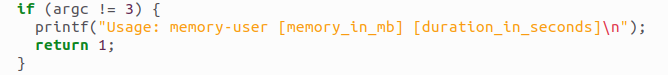 if (argc != 3) {
  printf("Usage: memory-user [memory_in_mb] [duration_in_seconds]\n");
  return 1;
}